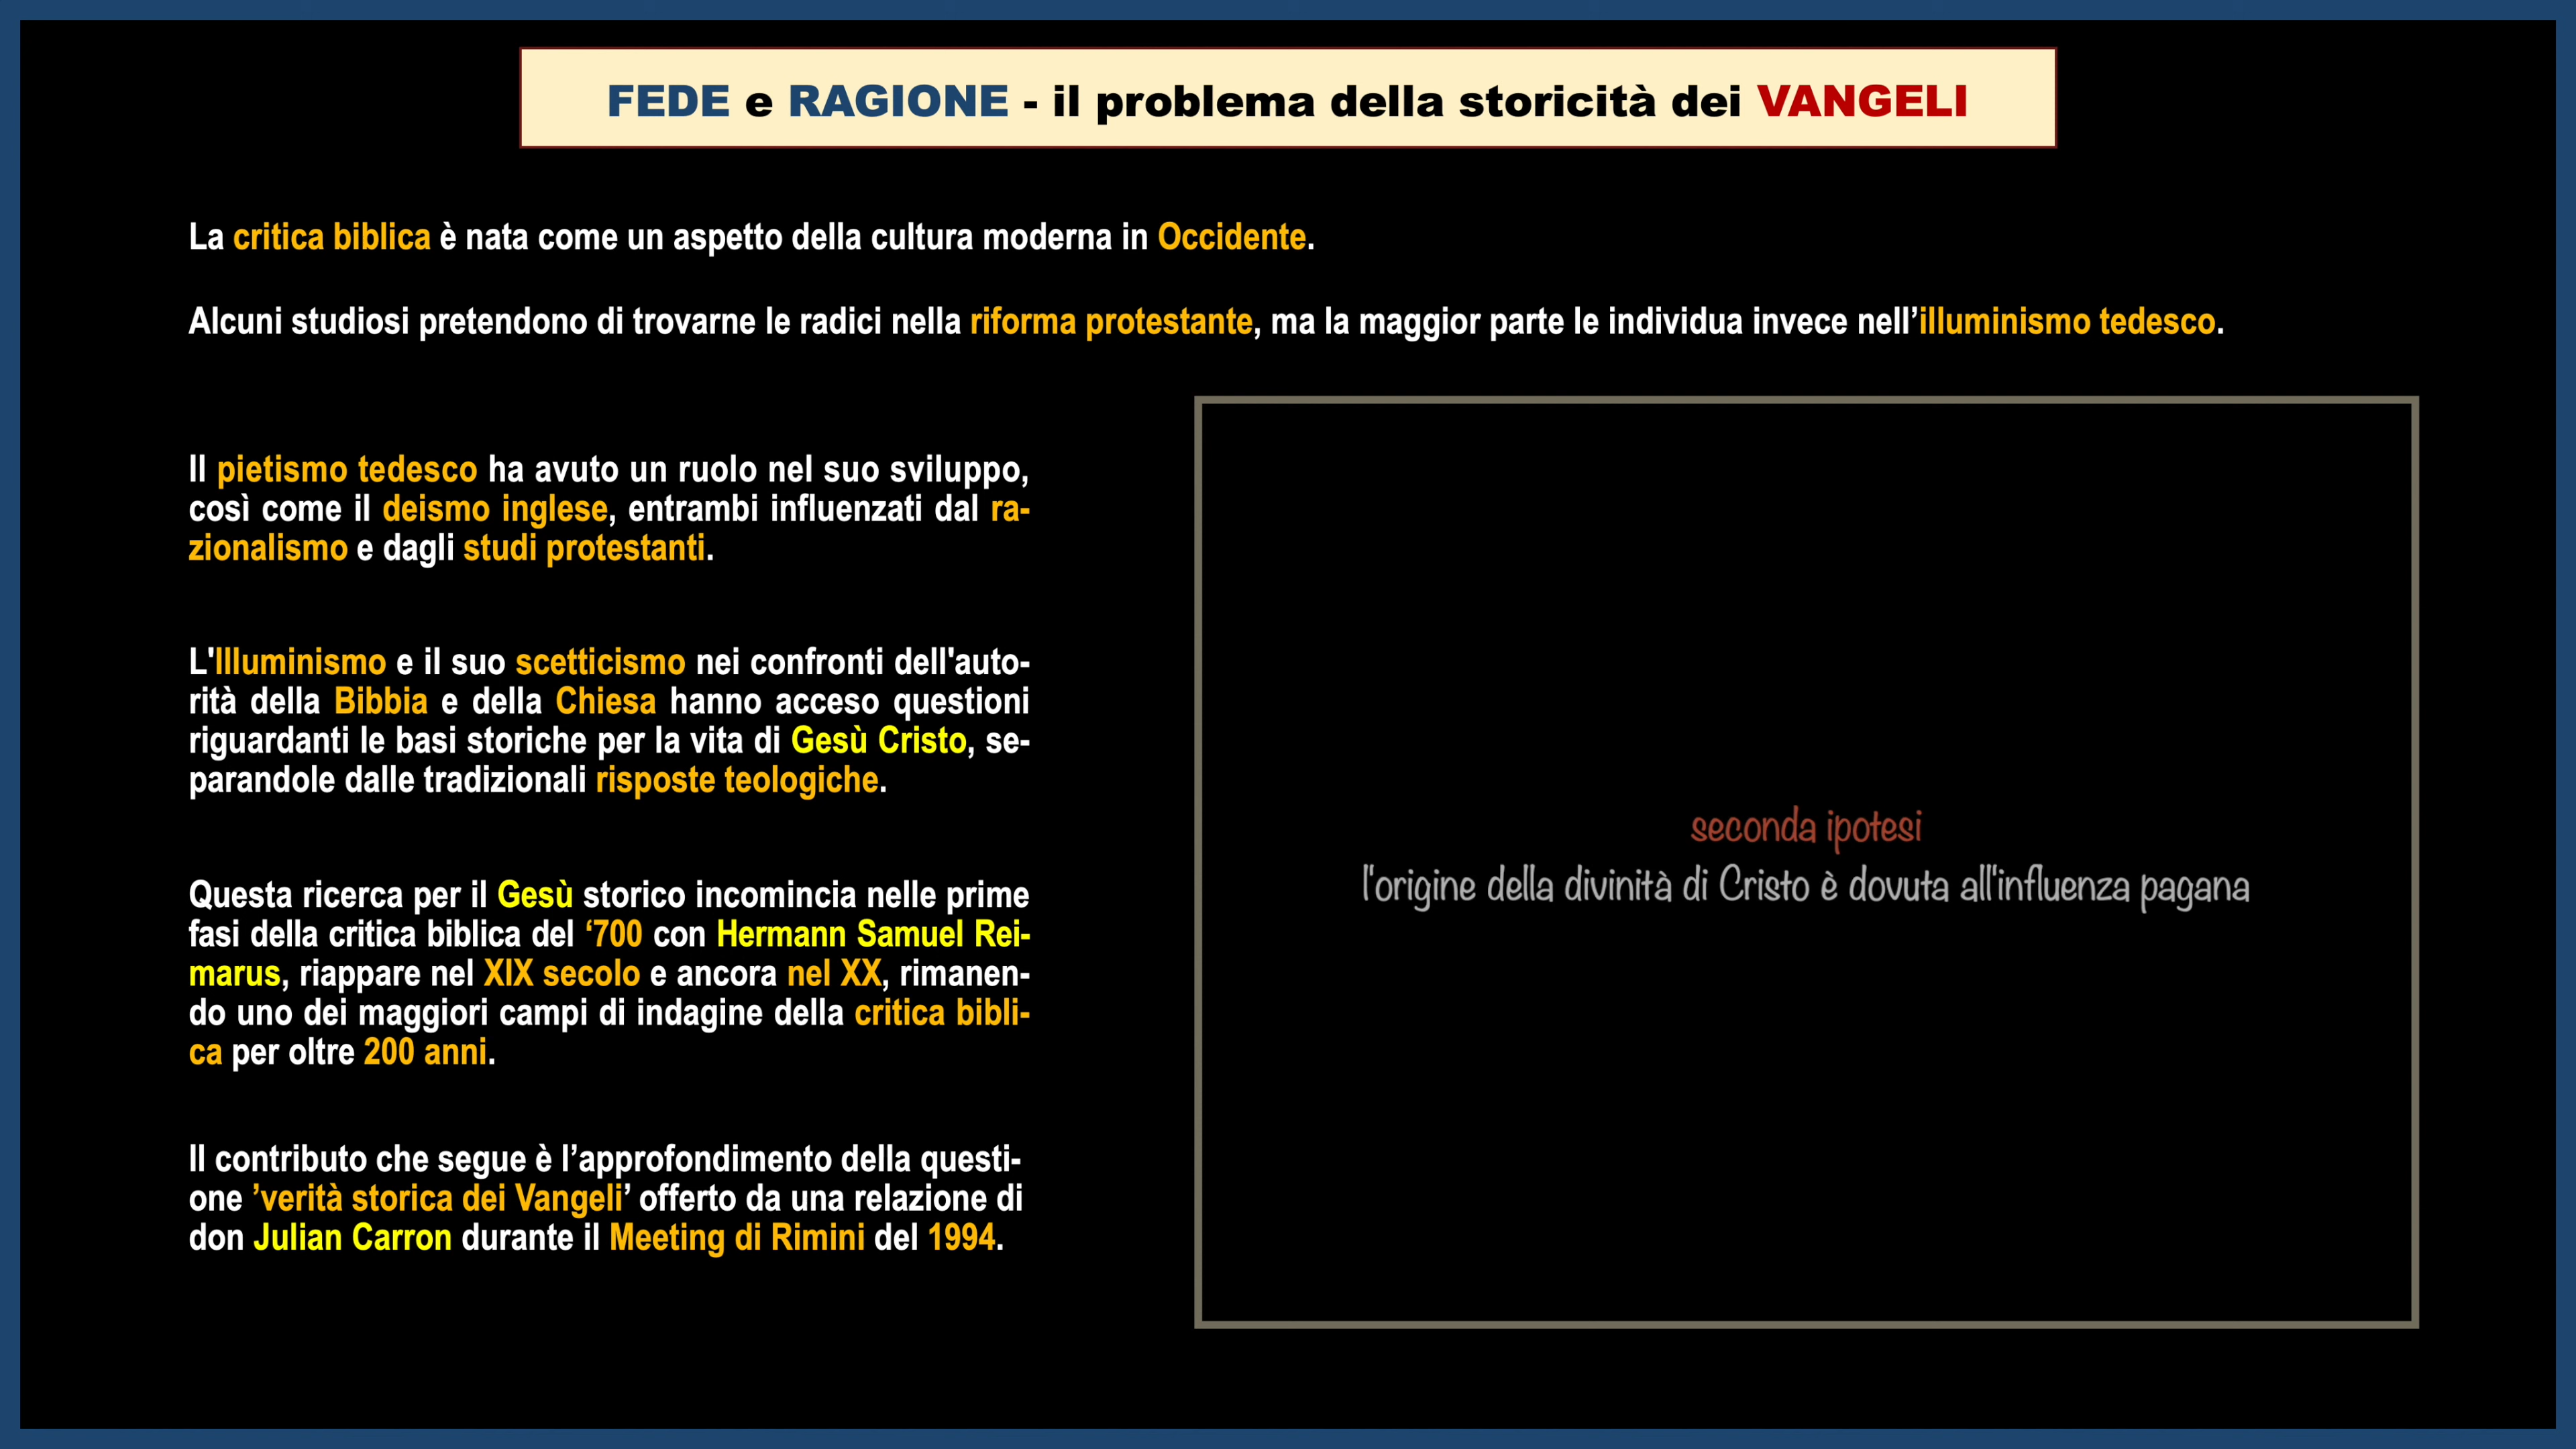 FEDE e RAGIONE - il problema della storicità dei VANGELI
La critica biblica è nata come un aspetto della cultura moderna in Occidente.
Alcuni studiosi pretendono di trovarne le radici nella riforma protestante, ma la maggior parte le individua invece nell’illuminismo tedesco.
Il pietismo tedesco ha avuto un ruolo nel suo sviluppo,
così come il deismo inglese, entrambi influenzati dal ra-
zionalismo e dagli studi protestanti.
L'Illuminismo e il suo scetticismo nei confronti dell'auto-
rità della Bibbia e della Chiesa hanno acceso questioni
riguardanti le basi storiche per la vita di Gesù Cristo, se-
parandole dalle tradizionali risposte teologiche.
Questa ricerca per il Gesù storico incomincia nelle prime
fasi della critica biblica del ‘700 con Hermann Samuel Rei-
marus, riappare nel XIX secolo e ancora nel XX, rimanen-
do uno dei maggiori campi di indagine della critica bibli-
ca per oltre 200 anni.
Il contributo che segue è l’approfondimento della questi-
one ’verità storica dei Vangeli’ offerto da una relazione di
don Julian Carron durante il Meeting di Rimini del 1994.
seconda ipotesi
l'origine della divinità di Cristo è dovuta all'influenza pagana